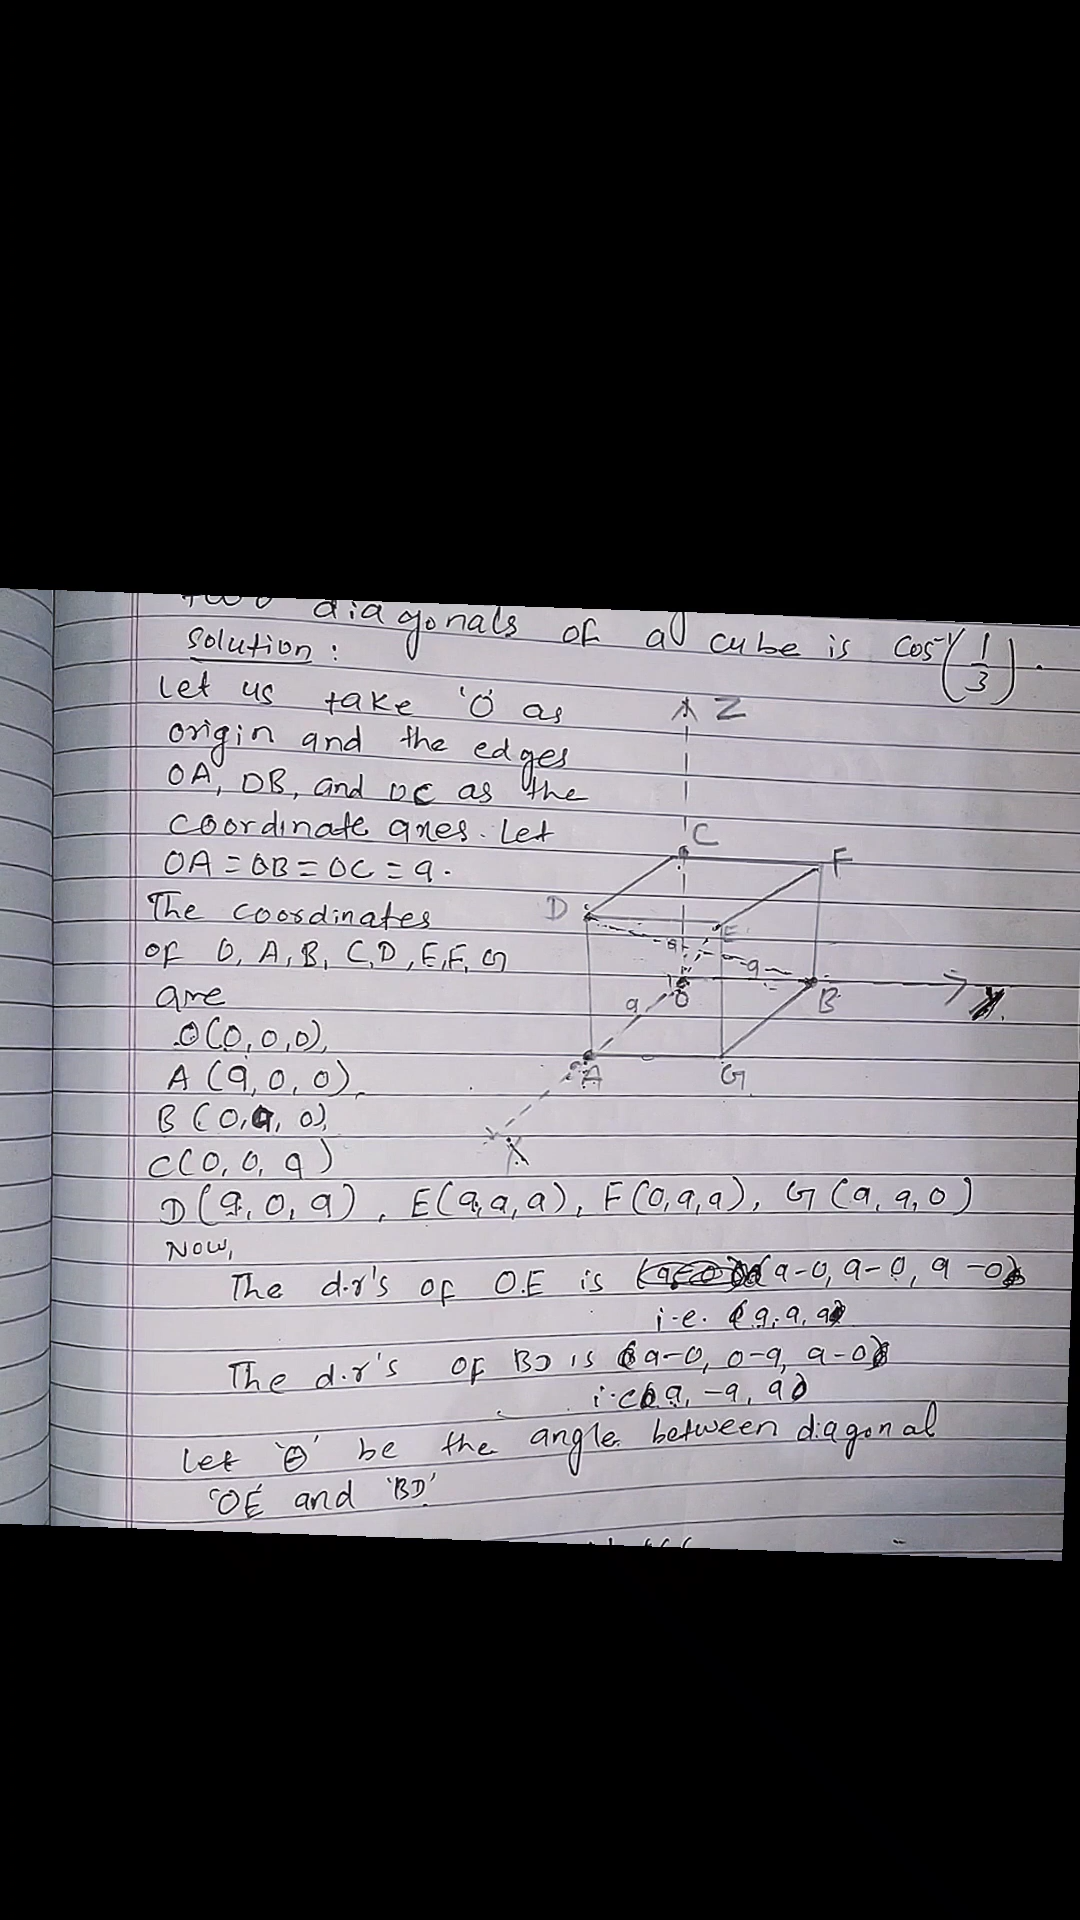 two diagonals of a cube is cos⁻¹(1/3).
Solution:
Let us take 'O' as
origin and the edges
OA, OB, and OC as the
coordinate axes. Let
OA = OB = OC = a.
The coordinates
of O, A, B, C, D, E, F, G
are
O(0,0,0),
A (a, 0, 0),
B (0, a, 0),
C(0, 0, a)
D(a, 0, a), E(a, a, a), F(0, a, a), G(a, a, 0)
Z
C
F
D
E
a
a
O
B
Y
a
A
G
X
Now,
The d.r's of OE is (a-0, a-0, a-0)
i.e. (a, a, a)
The d.r's of BD is (a-0, 0-a, a-0)
i.e. (a, -a, a)
Let 'θ' be the angle between diagonal
'OE' and 'BD'